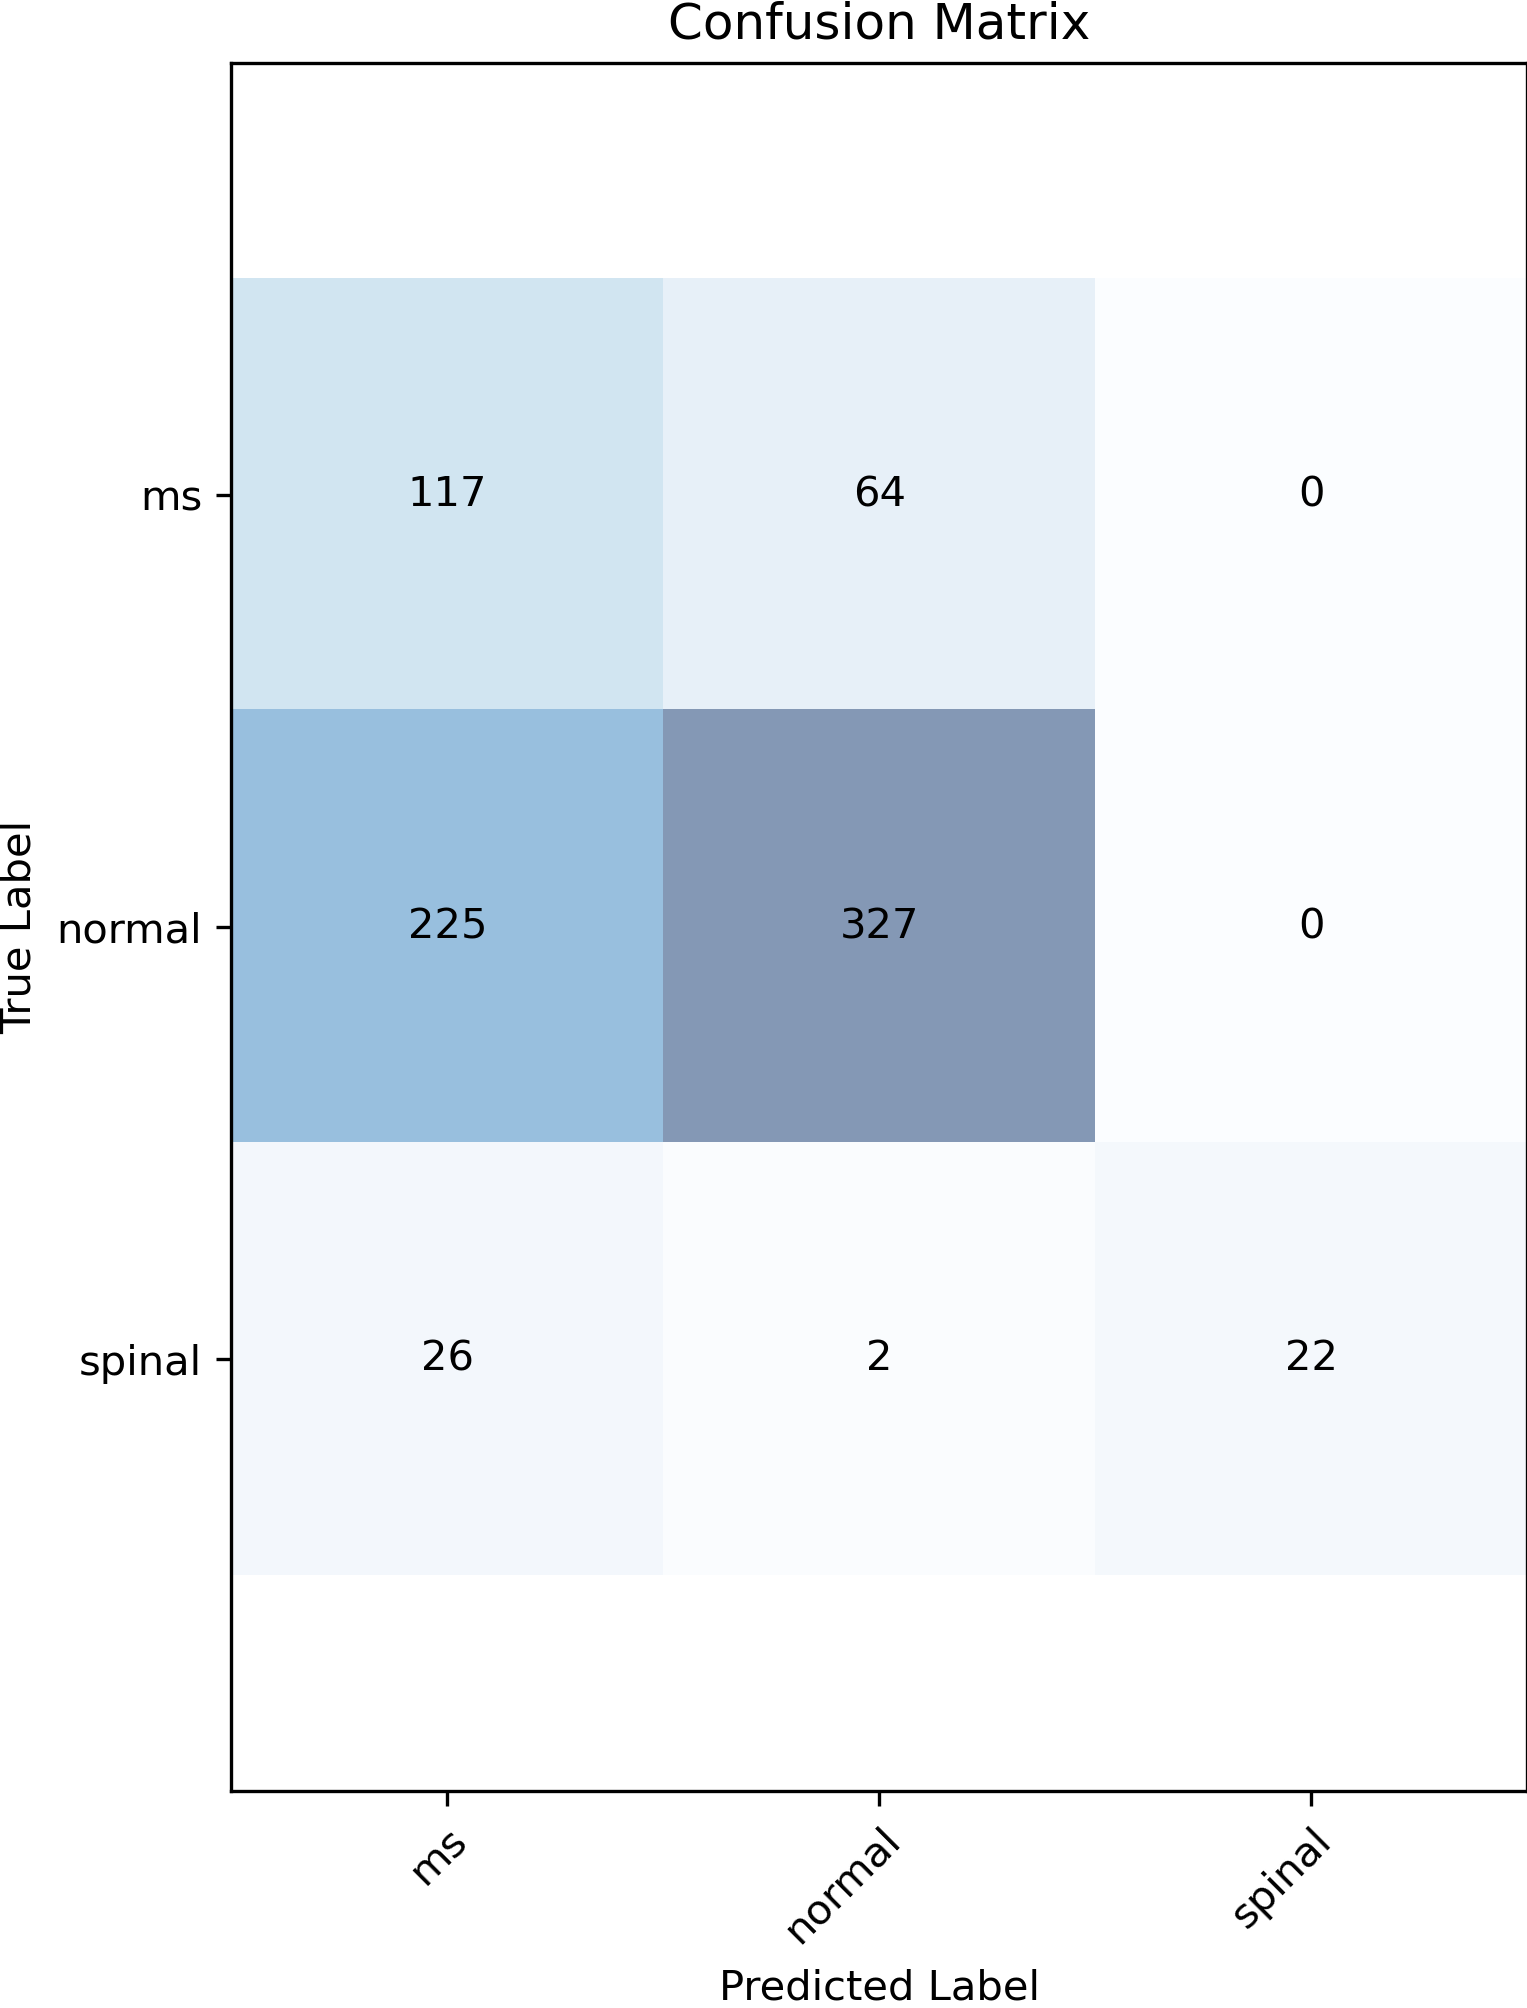 Confusion Matrix
True Label
ms 117 64 0
normal 225 327 0
spinal 26 2 22
ms normal spinal
Predicted Label